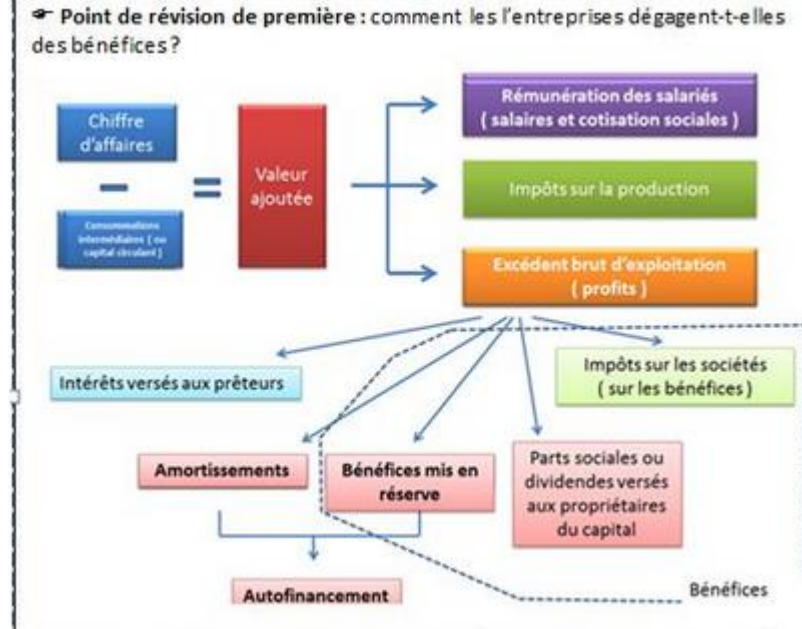 ☛ Point de révision de première : comment les l'entreprises dégagent-t-elles
des bénéfices ?
Chiffre
d'affaires
Consommations
intermédiaires ( ou
capital circulant )
Valeur
ajoutée
Rémunération des salariés
( salaires et cotisation sociales )
Impôts sur la production
Excédent brut d'exploitation
( profits )
Intérêts versés aux prêteurs
Impôts sur les sociétés
( sur les bénéfices )
Amortissements
Bénéfices mis en
réserve
Parts sociales ou
dividendes versés
aux propriétaires
du capital
Autofinancement
Bénéfices